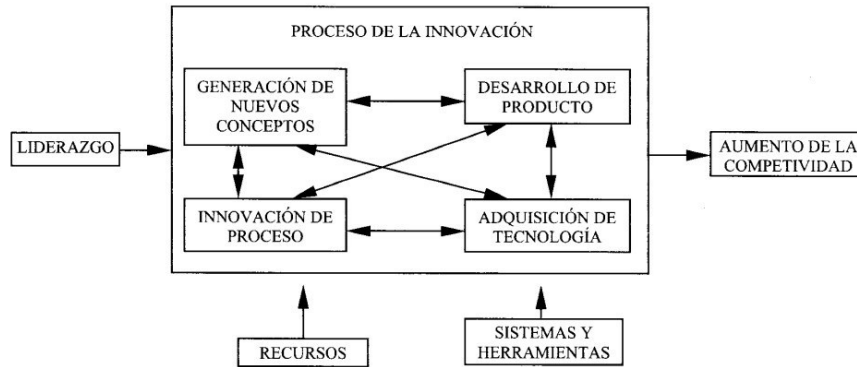 PROCESO DE LA INNOVACIÓN
GENERACIÓN DE
NUEVOS
CONCEPTOS
DESARROLLO DE
PRODUCTO
LIDERAZGO
AUMENTO DE LA
COMPETIVIDAD
INNOVACIÓN DE
PROCESO
ADQUISICIÓN DE
TECNOLOGÍA
RECURSOS
SISTEMAS Y
HERRAMIENTAS